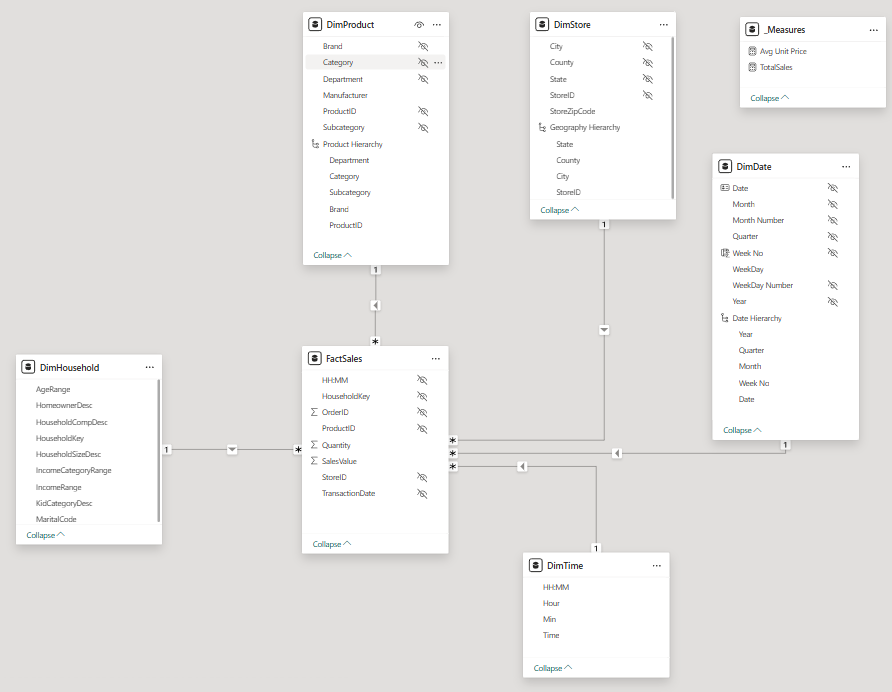 DimProduct
Brand
Category
Department
Manufacturer
ProductID
Subcategory
Product Hierarchy
Department
Category
Subcategory
Brand
ProductID
Collapse
DimStore
City
County
State
StoreID
StoreZipCode
Geography Hierarchy
State
County
City
StoreID
Collapse
_Measures
Avg Unit Price
TotalSales
Collapse
DimDate
Date
Month
Month Number
Quarter
Week No
WeekDay
WeekDay Number
Year
Date Hierarchy
Year
Quarter
Month
Week No
Date
Collapse
1
1
1
DimHousehold
AgeRange
HomeownerDesc
HouseholdCompDesc
HouseholdKey
HouseholdSizeDesc
IncomeCategoryRange
IncomeRange
KidCategoryDesc
MaritalCode
Collapse
1
*
*
FactSales
HH:MM
HouseholdKey
OrderID
ProductID
Quantity
SalesValue
StoreID
TransactionDate
Collapse
*
*
*
1
DimTime
HH:MM
Hour
Min
Time
Collapse